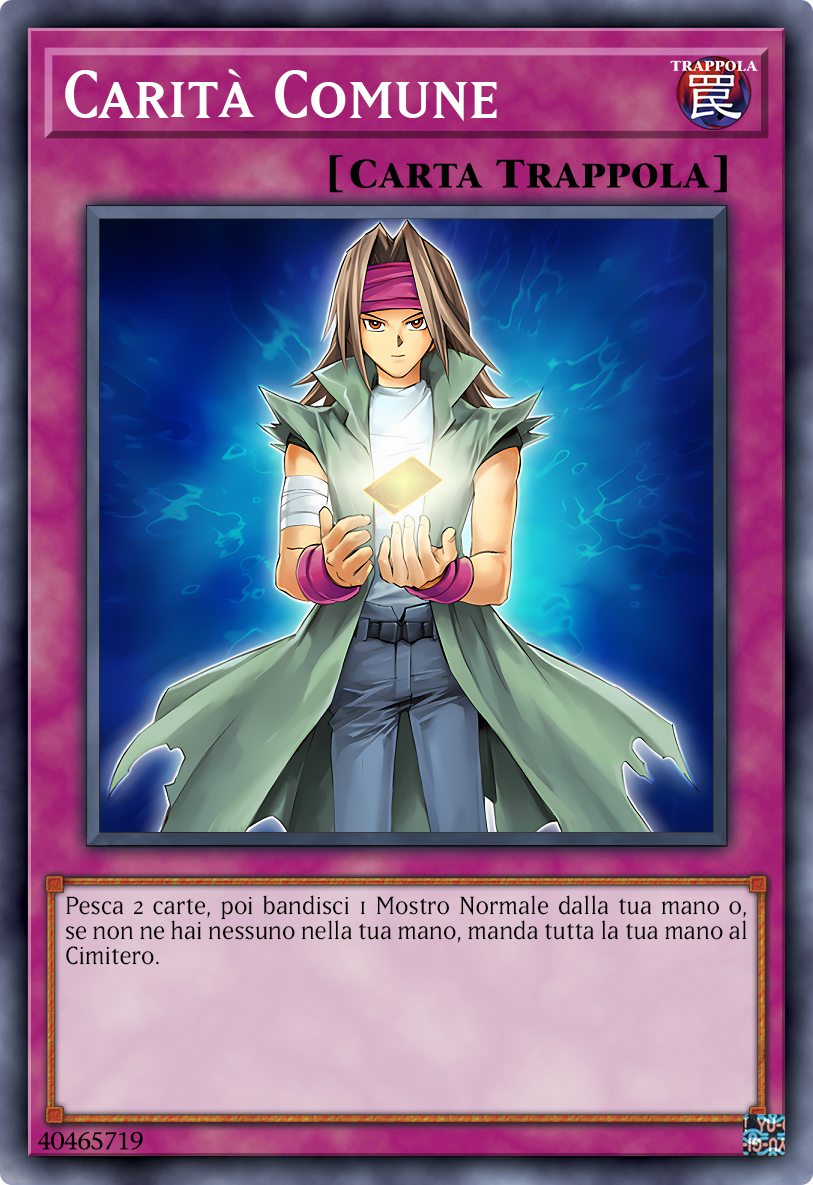 Carità Comune
TRAPPOLA
罠
[Carta Trappola]
Pesca 2 carte, poi bandisci 1 Mostro Normale dalla tua mano o,
se non ne hai nessuno nella tua mano, manda tutta la tua mano al
Cimitero.
40465719